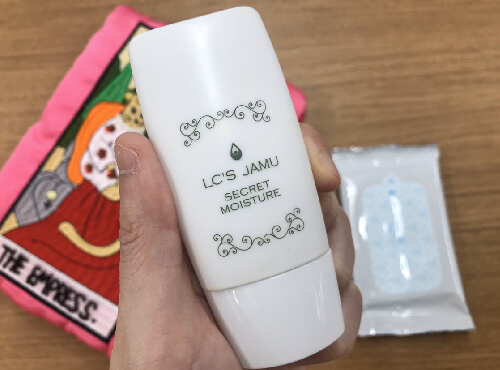 LC'S JAMU
SECRET
MOISTURE
THE EMPRESS.